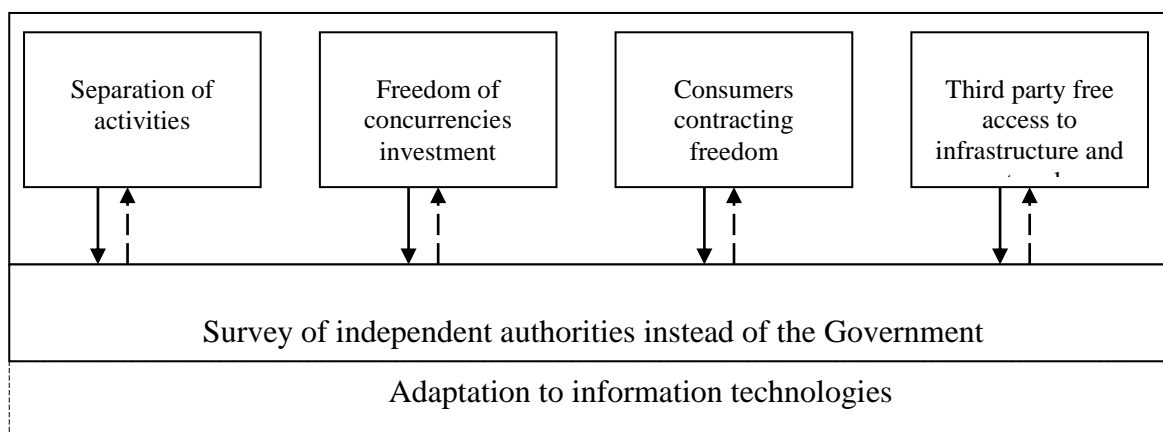 Separation of
activities
Freedom of
concurrencies
investment
Consumers
contracting
freedom
Third party free
access to
infrastructure and
Survey of independent authorities instead of the Government
Adaptation to information technologies